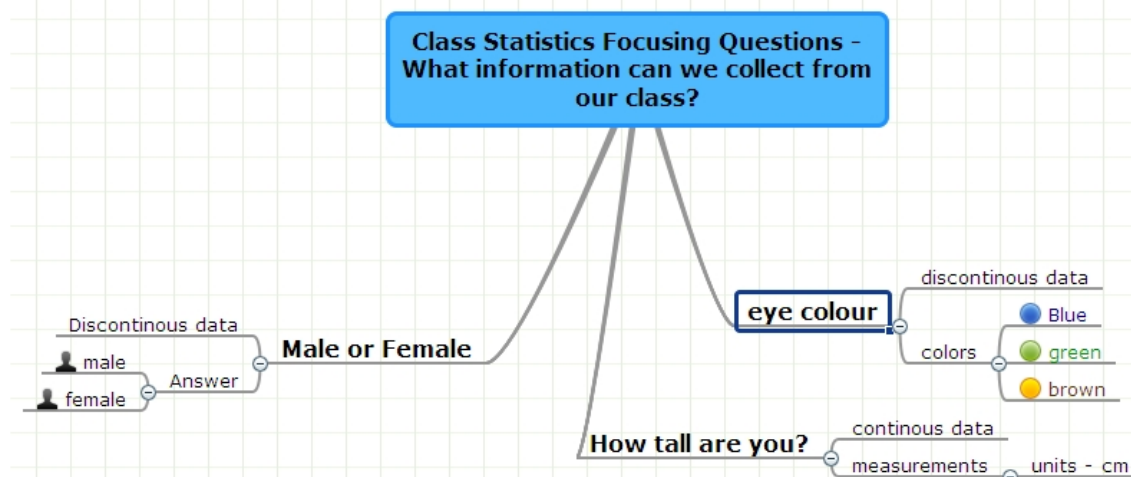 Class Statistics Focusing Questions -
What information can we collect from
our class?
Male or Female
Discontinous data
Answer
male
female
eye colour
discontinous data
colors
Blue
green
brown
How tall are you?
continous data
measurements
units - cm